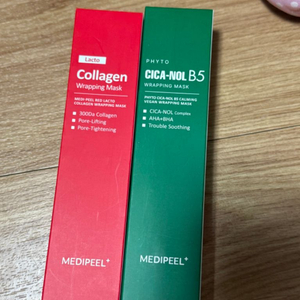 Lacto
Collagen
Wrapping Mask
MEDI-PEEL RED LACTO
COLLAGEN WRAPPING MASK
300Da Collagen
Pore-Lifting
Pore-Tightening
MEDIPEEL+
PHYTO
CICA-NOL B5
WRAPPING MASK
PHYTO CICA-NOL B5 CALMING
VEGAN WRAPPING MASK
CICA-NOL Complex
AHA+BHA
Trouble Soothing
MEDIPEEL+